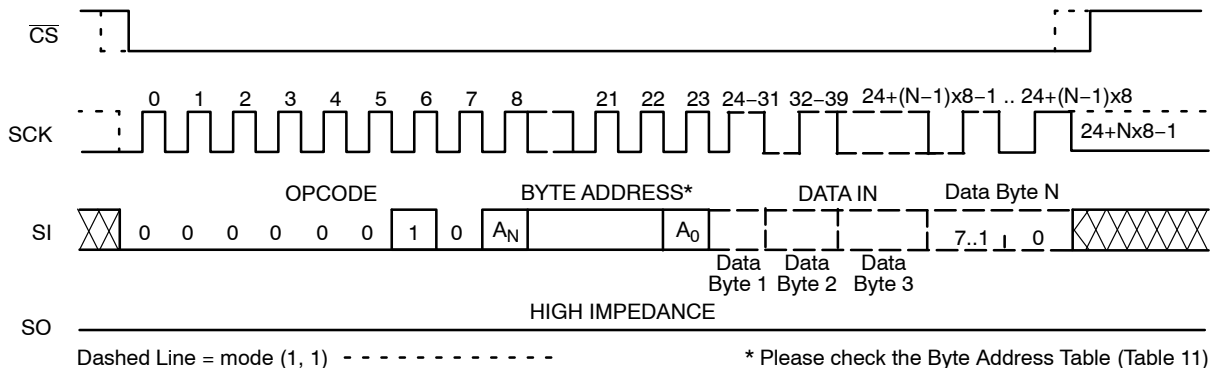 CS
0 1 2 3 4 5 6 7 8 21 22 23 24–31 32–39 24+(N–1)x8–1 .. 24+(N–1)x8
SCK
24+Nx8–1
OPCODE BYTE ADDRESS* DATA IN Data Byte N
SI 0 0 0 0 0 0 1 0 AN A0 7..1 0
Data Byte 1 Data Byte 2 Data Byte 3
HIGH IMPEDANCE
SO
Dashed Line = mode (1, 1) * Please check the Byte Address Table (Table 11)